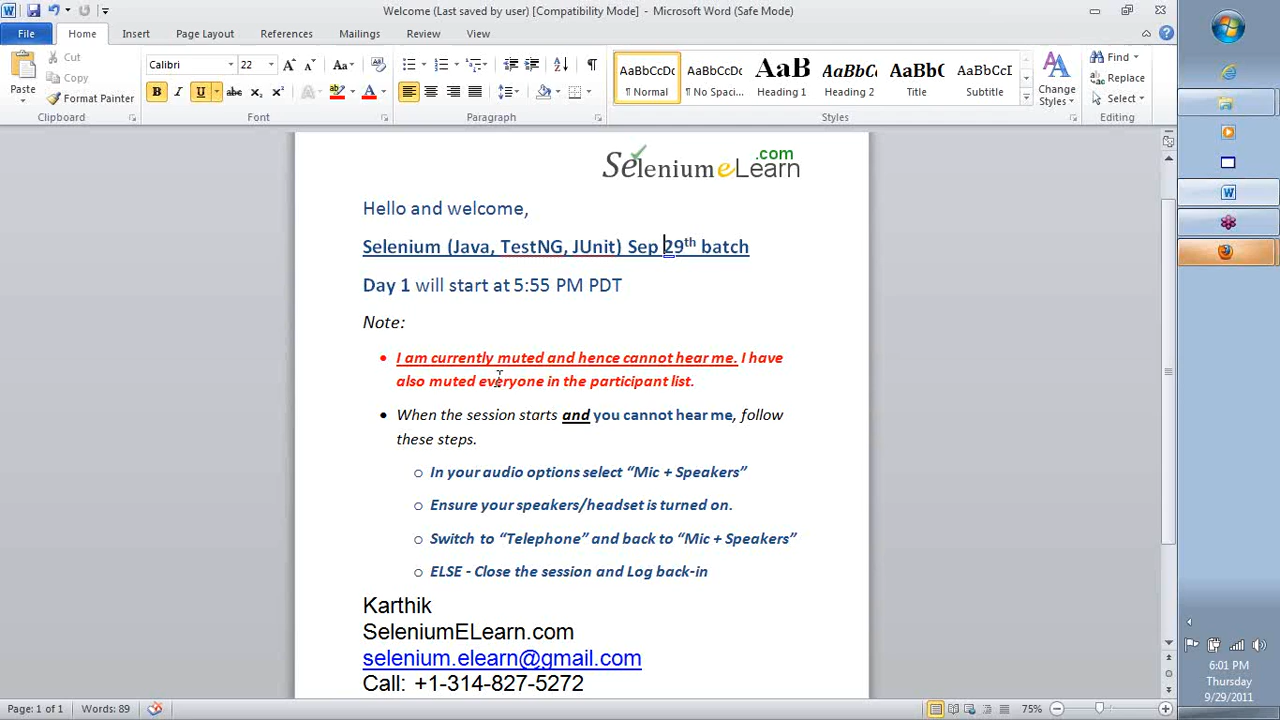 Welcome (Last saved by user) [Compatibility Mode] - Microsoft Word (Safe Mode)
File Home Insert Page Layout References Mailings Review View
Paste
Cut
Copy
Format Painter
Clipboard
Calibri 22
Font
Paragraph
AaBbCcDc AaBbCcDc AaB AaBbCc AaBbC AaBbCcD
¶ Normal ¶ No Spaci... Heading 1 Heading 2 Title Subtitle
Change Styles
Styles
Find
Replace
Select
Editing
SeleniumeLearn.com
Hello and welcome,
Selenium (Java, TestNG, JUnit) Sep 29th batch
Day 1 will start at 5:55 PM PDT
Note:
• I am currently muted and hence cannot hear me. I have
also muted everyone in the participant list.
• When the session starts and you cannot hear me, follow
these steps.
o In your audio options select “Mic + Speakers”
o Ensure your speakers/headset is turned on.
o Switch to “Telephone” and back to “Mic + Speakers”
o ELSE - Close the session and Log back-in
Karthik
SeleniumELearn.com
selenium.elearn@gmail.com
Call: +1-314-827-5272
Page: 1 of 1 Words: 89 75%
6:01 PM
Thursday
9/29/2011